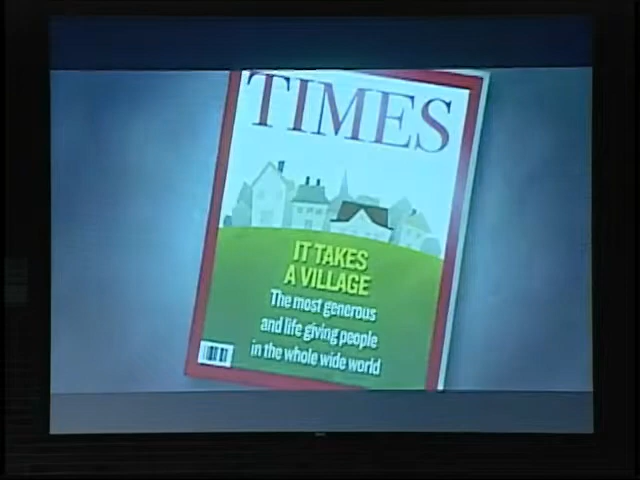 TIMES
IT TAKES
A VILLAGE
The most generous
and life giving people
in the whole wide world